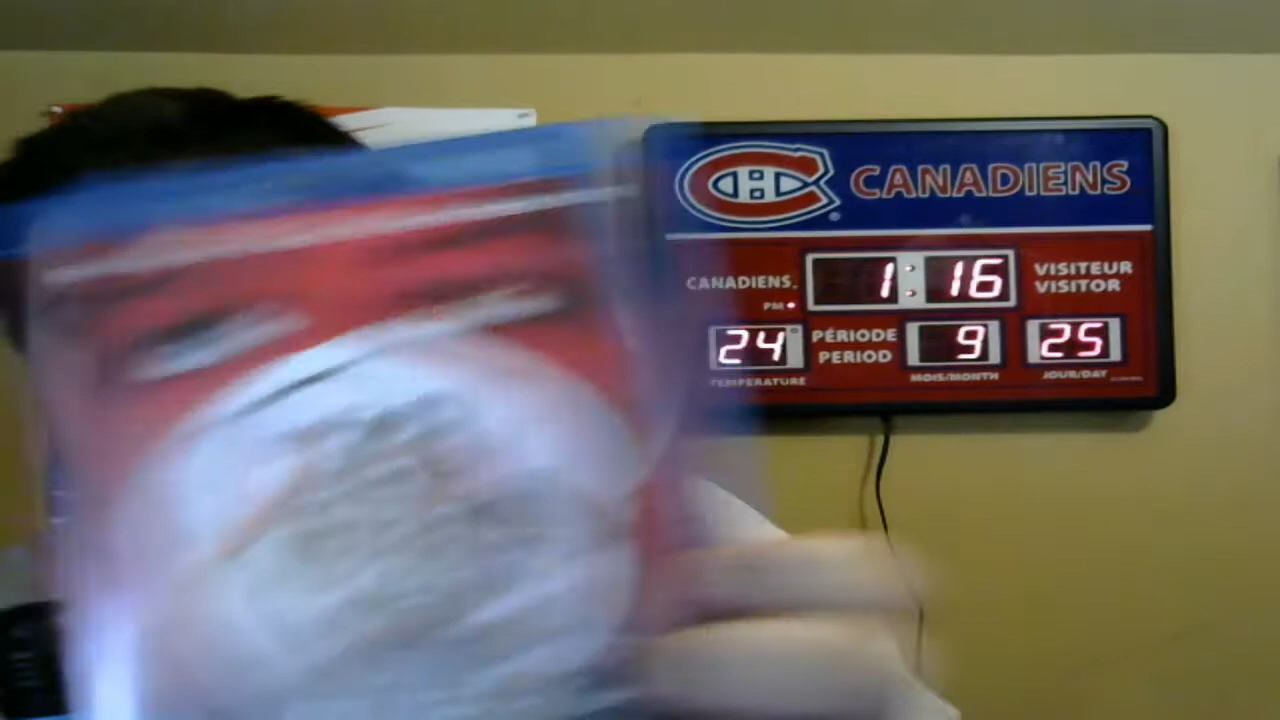 CANADIENS
CANADIENS
1:16
VISITEUR
VISITOR
PM
24°
PÉRIODE
PERIOD
9
25
TEMPERATURE
MOIS/MONTH
JOUR/DAY